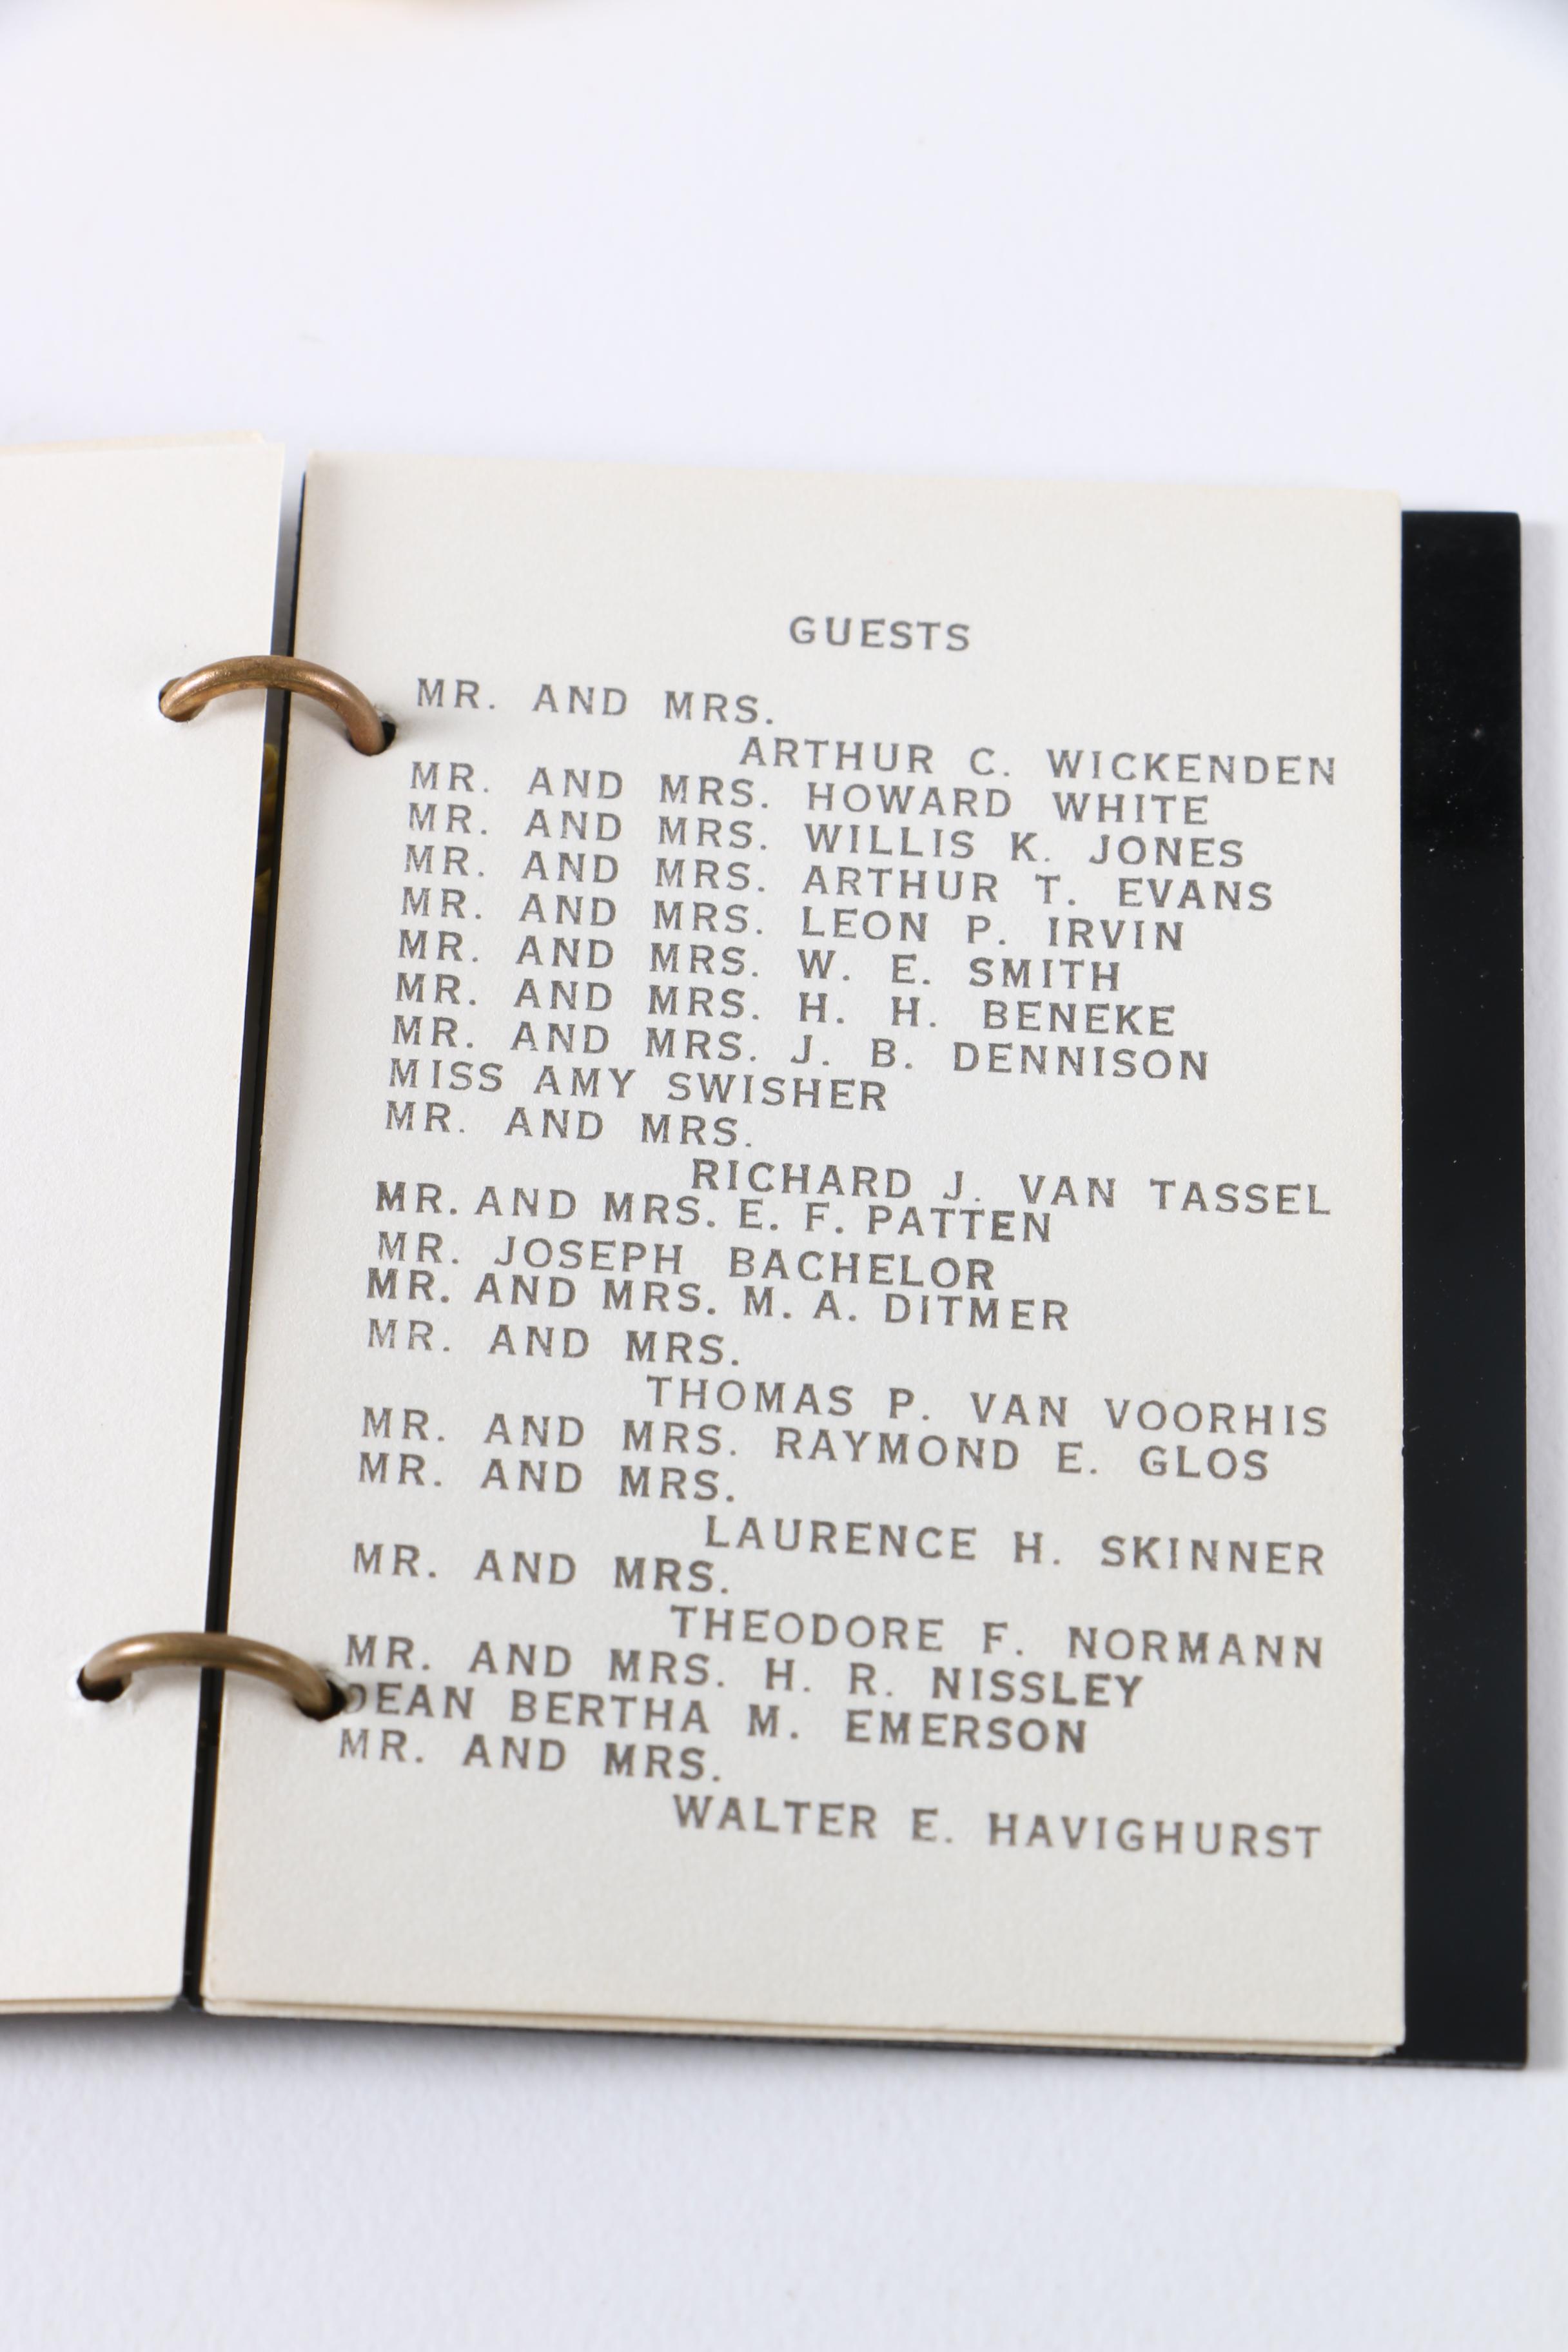 GUESTS
MR. AND MRS.
ARTHUR C. WICKENDEN
MR. AND MRS. HOWARD WHITE
MR. AND MRS. WILLIS K. JONES
MR. AND MRS. ARTHUR T. EVANS
MR. AND MRS. LEON P. IRVIN
MR. AND MRS. W. E. SMITH
MR. AND MRS. H. H. BENEKE
MR. AND MRS. J. B. DENNISON
MISS AMY SWISHER
MR. AND MRS.
RICHARD J. VAN TASSEL
MR. AND MRS. E. F. PATTEN
MR. JOSEPH BACHELOR
MR. AND MRS. M. A. DITMER
MR. AND MRS.
THOMAS P. VAN VOORHIS
MR. AND MRS. RAYMOND E. GLOS
MR. AND MRS.
LAURENCE H. SKINNER
MR. AND MRS.
THEODORE F. NORMANN
MR. AND MRS. H. R. NISSLEY
DEAN BERTHA M. EMERSON
MR. AND MRS.
WALTER E. HAVIGHURST